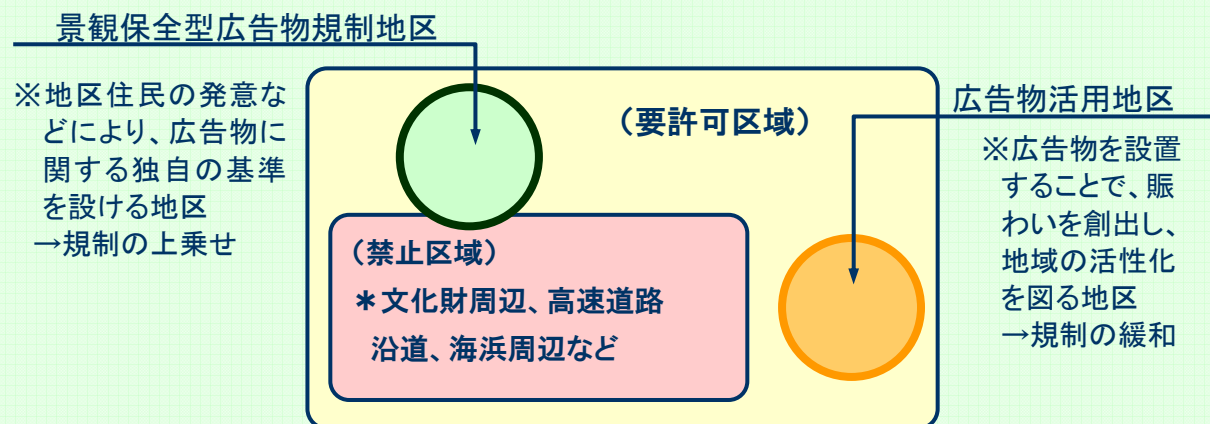 景観保全型広告物規制地区
※地区住民の発意な
どにより、広告物に
関する独自の基準
を設ける地区
→規制の上乗せ
（要許可区域）
（禁止区域）
＊文化財周辺、高速道路
沿道、海浜周辺など
広告物活用地区
※広告物を設置
することで、賑
わいを創出し、
地域の活性化
を図る地区
→規制の緩和